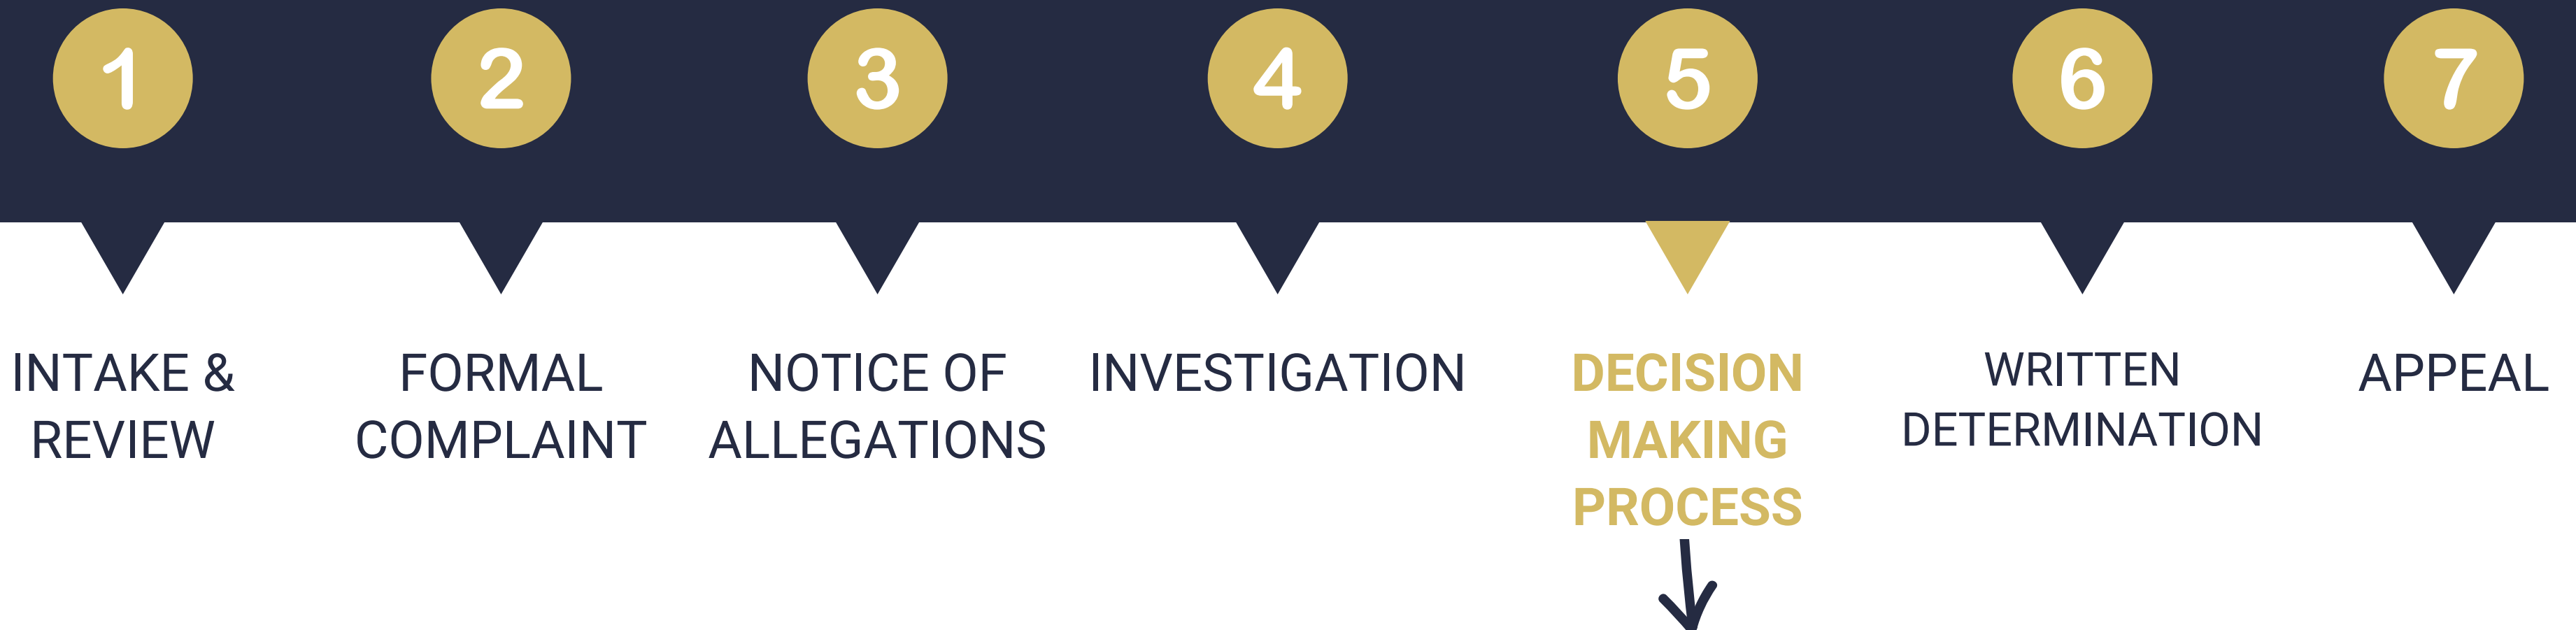 1
2
3
4
5
6
7
INTAKE &
REVIEW
FORMAL
COMPLAINT
NOTICE OF
ALLEGATIONS
INVESTIGATION
DECISION
MAKING
PROCESS
WRITTEN
DETERMINATION
APPEAL